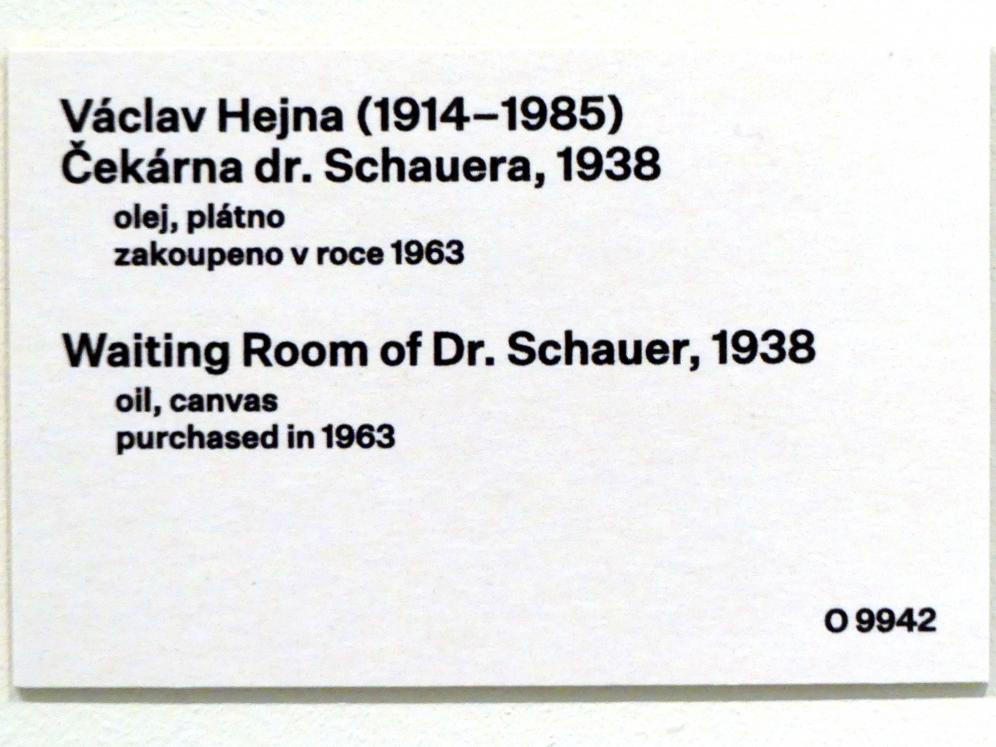 Václav Hejna (1914–1985)
Čekárna dr. Schauera, 1938
olej, plátno
zakoupeno v roce 1963
Waiting Room of Dr. Schauer, 1938
oil, canvas
purchased in 1963
O 9942